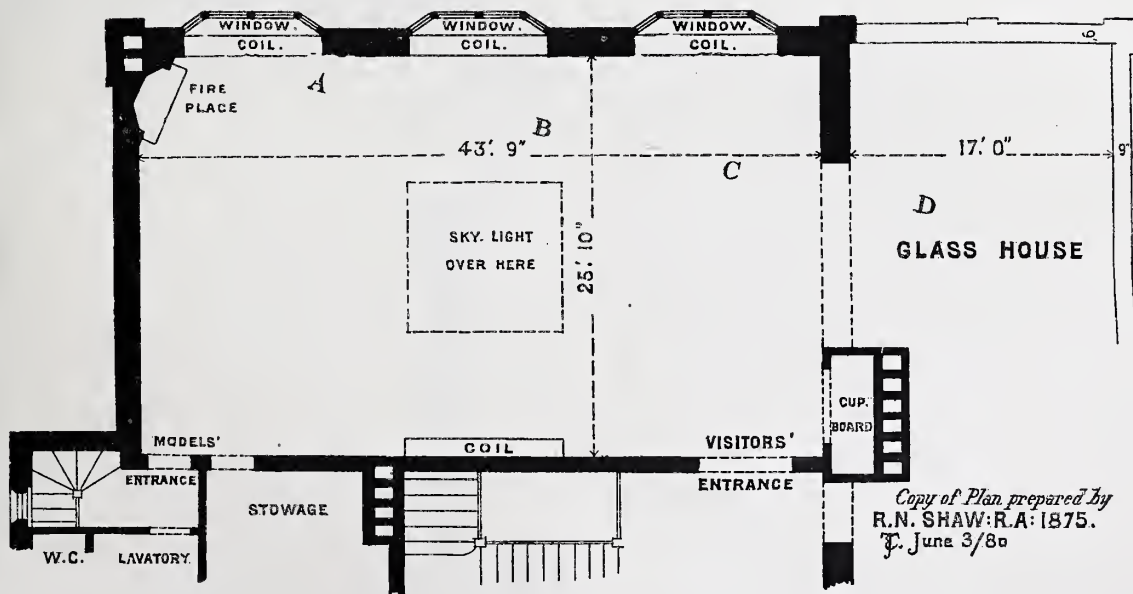 WINDOW. WINDOW. WINDOW.
COIL. COIL. COIL.
6"
FIRE
PLACE
A
B
43'. 9"
17'. 0"
9"
C
D
25'. 10"
SKY. LIGHT
OVER HERE
GLASS HOUSE
CUP.
BOARD
MODELS'
ENTRANCE
COIL
VISITORS'
ENTRANCE
STOWAGE
W.C.
LAVATORY.
Copy of Plan prepared by
R.N. SHAW: R.A: 1875.
June 3/80